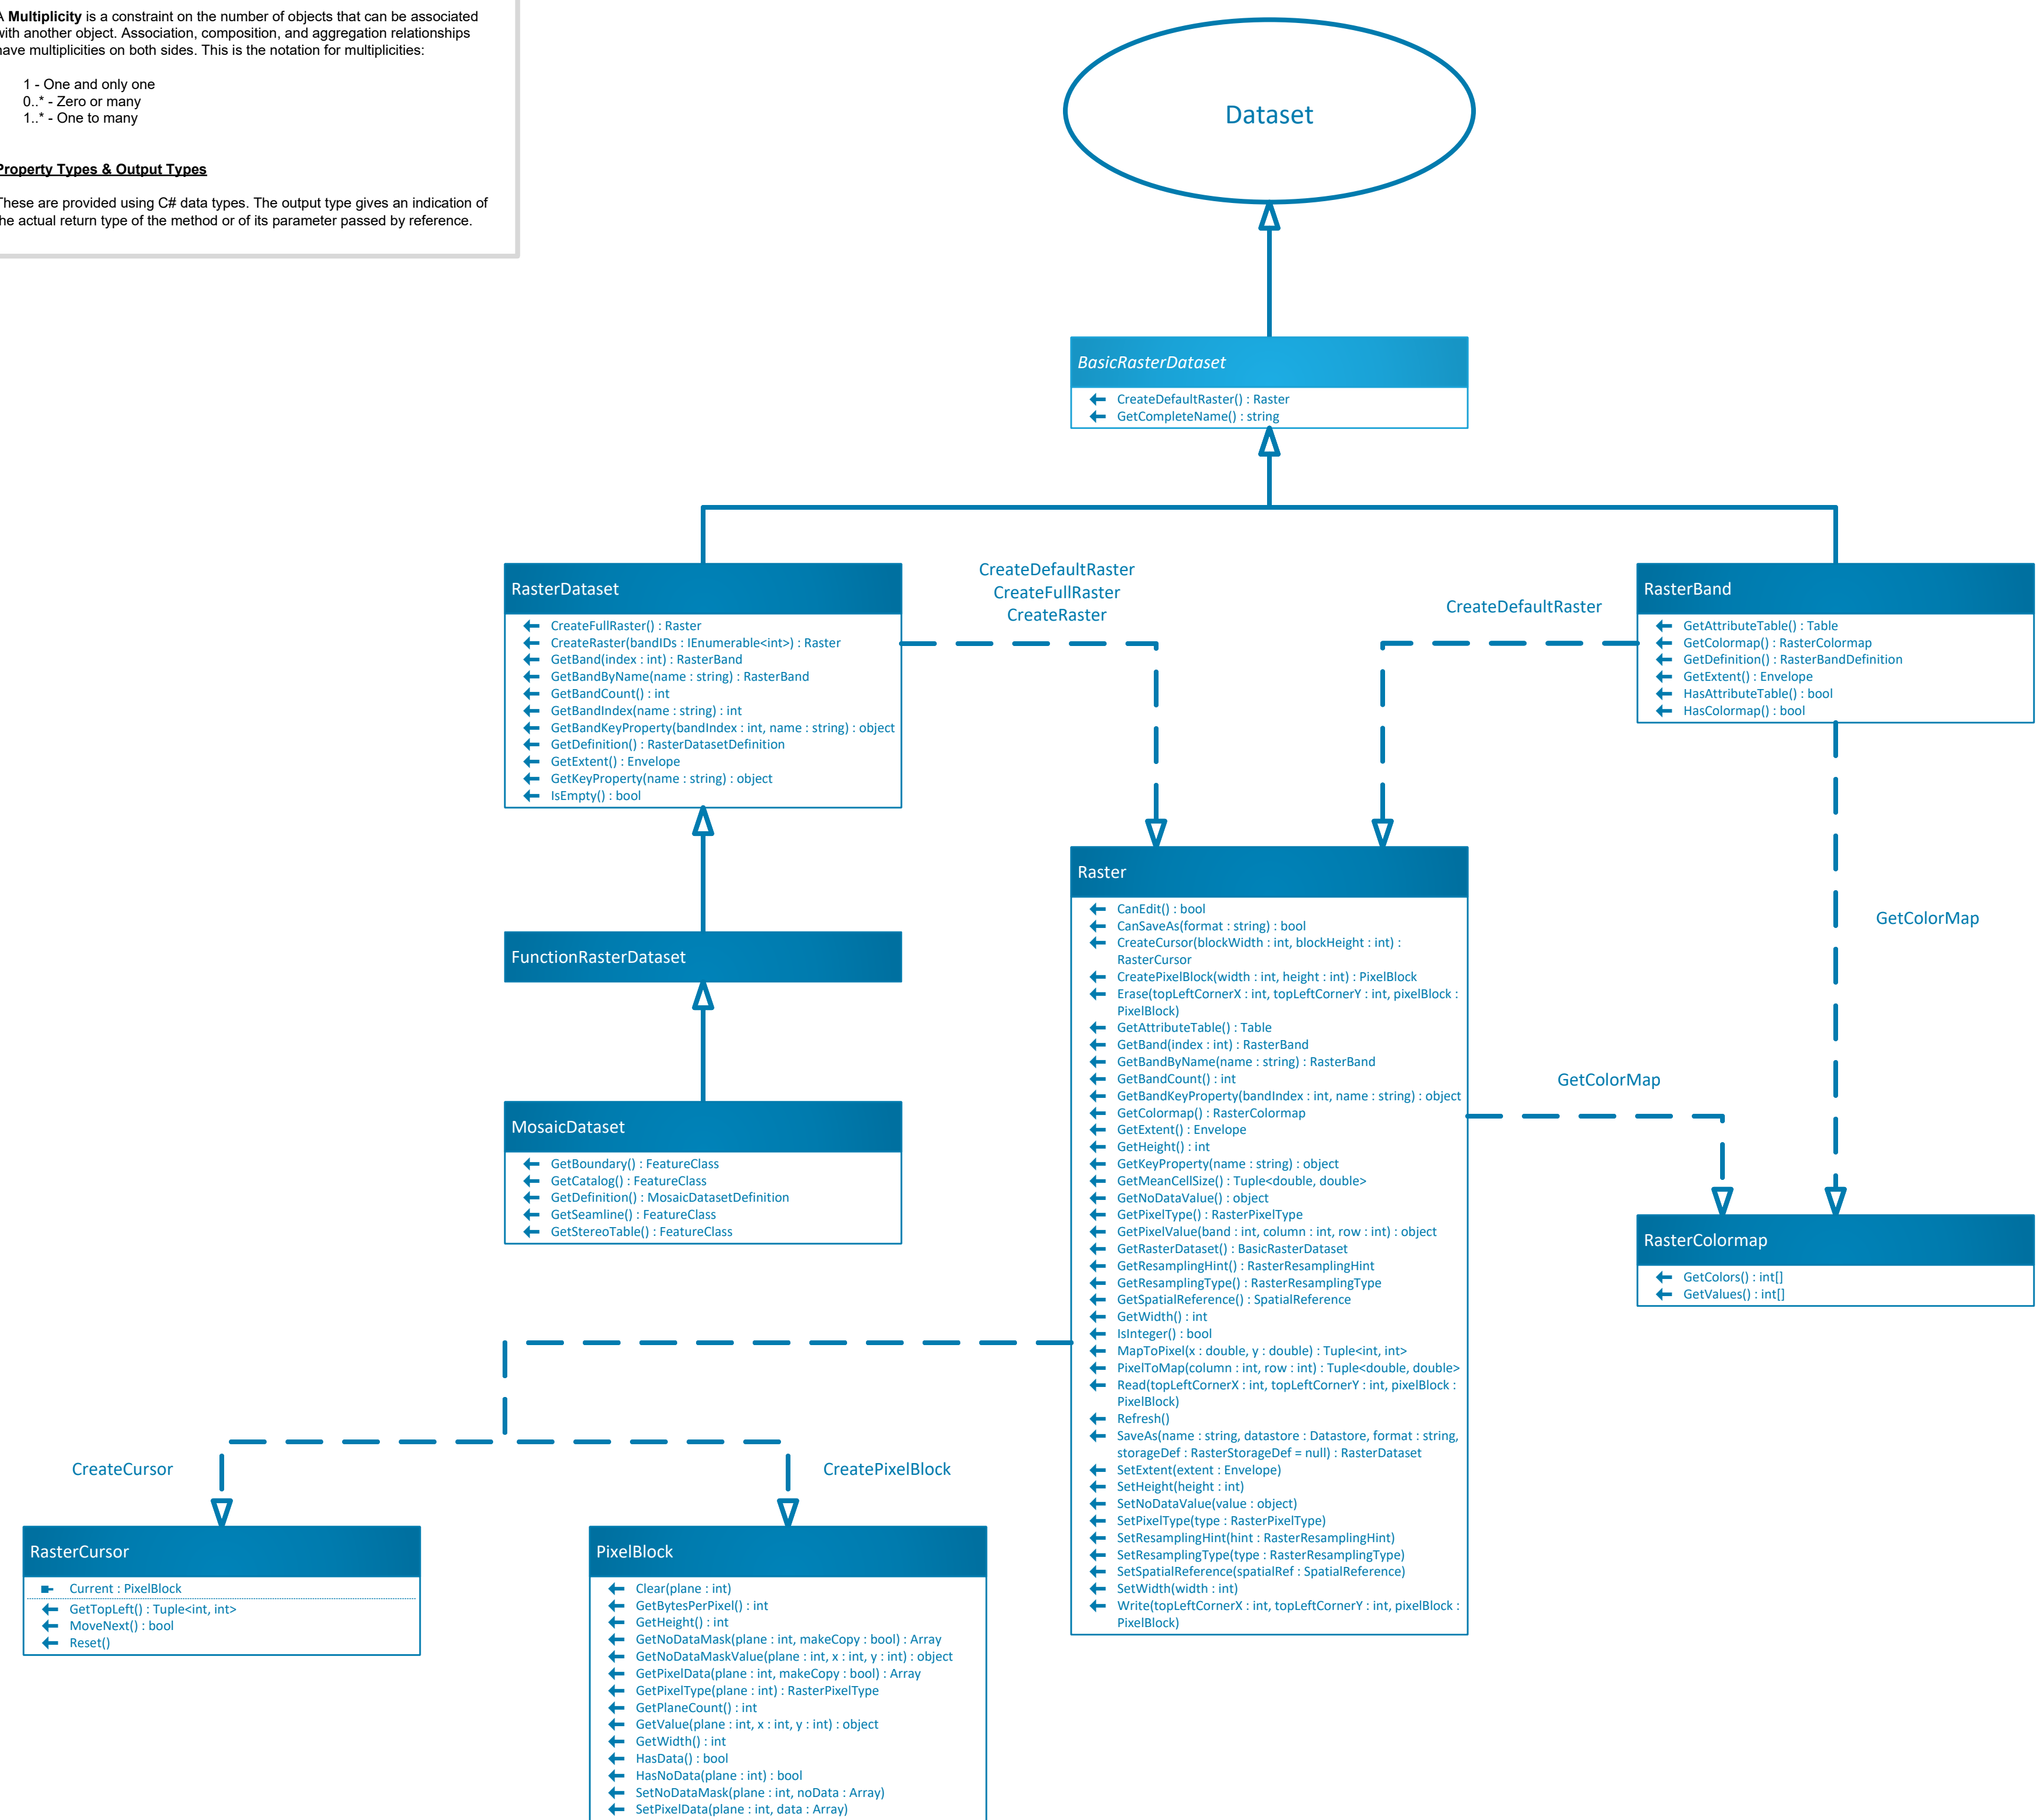 A Multiplicity is a constraint on the number of objects that can be associated
with another object. Association, composition, and aggregation relationships
have multiplicities on both sides. This is the notation for multiplicities:
1 - One and only one
0..* - Zero or many
1..* - One to many
Property Types & Output Types
These are provided using C# data types. The output type gives an indication of
the actual return type of the method or of its parameter passed by reference.
Dataset
BasicRasterDataset
CreateDefaultRaster() : Raster
GetCompleteName() : string
RasterDataset
CreateFullRaster() : Raster
CreateRaster(bandIDs : IEnumerable<int>) : Raster
GetBand(index : int) : RasterBand
GetBandByName(name : string) : RasterBand
GetBandCount() : int
GetBandIndex(name : string) : int
GetBandKeyProperty(bandIndex : int, name : string) : object
GetDefinition() : RasterDatasetDefinition
GetExtent() : Envelope
GetKeyProperty(name : string) : object
IsEmpty() : bool
CreateDefaultRaster
CreateFullRaster
CreateRaster
CreateDefaultRaster
RasterBand
GetAttributeTable() : Table
GetColormap() : RasterColormap
GetDefinition() : RasterBandDefinition
GetExtent() : Envelope
HasAttributeTable() : bool
HasColormap() : bool
FunctionRasterDataset
MosaicDataset
GetBoundary() : FeatureClass
GetCatalog() : FeatureClass
GetDefinition() : MosaicDatasetDefinition
GetSeamline() : FeatureClass
GetStereoTable() : FeatureClass
Raster
CanEdit() : bool
CanSaveAs(format : string) : bool
CreateCursor(blockWidth : int, blockHeight : int) :
RasterCursor
CreatePixelBlock(width : int, height : int) : PixelBlock
Erase(topLeftCornerX : int, topLeftCornerY : int, pixelBlock :
PixelBlock)
GetAttributeTable() : Table
GetBand(index : int) : RasterBand
GetBandByName(name : string) : RasterBand
GetBandCount() : int
GetBandKeyProperty(bandIndex : int, name : string) : object
GetColormap() : RasterColormap
GetExtent() : Envelope
GetHeight() : int
GetKeyProperty(name : string) : object
GetMeanCellSize() : Tuple<double, double>
GetNoDataValue() : object
GetPixelType() : RasterPixelType
GetPixelValue(band : int, column : int, row : int) : object
GetRasterDataset() : BasicRasterDataset
GetResamplingHint() : RasterResamplingHint
GetResamplingType() : RasterResamplingType
GetSpatialReference() : SpatialReference
GetWidth() : int
IsInteger() : bool
MapToPixel(x : double, y : double) : Tuple<int, int>
PixelToMap(column : int, row : int) : Tuple<double, double>
Read(topLeftCornerX : int, topLeftCornerY : int, pixelBlock :
PixelBlock)
Refresh()
SaveAs(name : string, datastore : Datastore, format : string,
storageDef : RasterStorageDef = null) : RasterDataset
SetExtent(extent : Envelope)
SetHeight(height : int)
SetNoDataValue(value : object)
SetPixelType(type : RasterPixelType)
SetResamplingHint(hint : RasterResamplingHint)
SetResamplingType(type : RasterResamplingType)
SetSpatialReference(spatialRef : SpatialReference)
SetWidth(width : int)
Write(topLeftCornerX : int, topLeftCornerY : int, pixelBlock :
PixelBlock)
GetColorMap
GetColorMap
RasterColormap
GetColors() : int[]
GetValues() : int[]
CreateCursor
CreatePixelBlock
RasterCursor
Current : PixelBlock
GetTopLeft() : Tuple<int, int>
MoveNext() : bool
Reset()
PixelBlock
Clear(plane : int)
GetBytesPerPixel() : int
GetHeight() : int
GetNoDataMask(plane : int, makeCopy : bool) : Array
GetNoDataMaskValue(plane : int, x : int, y : int) : object
GetPixelData(plane : int, makeCopy : bool) : Array
GetPixelType(plane : int) : RasterPixelType
GetPlaneCount() : int
GetValue(plane : int, x : int, y : int) : object
GetWidth() : int
HasData() : bool
HasNoData(plane : int) : bool
SetNoDataMask(plane : int, noData : Array)
SetPixelData(plane : int, data : Array)